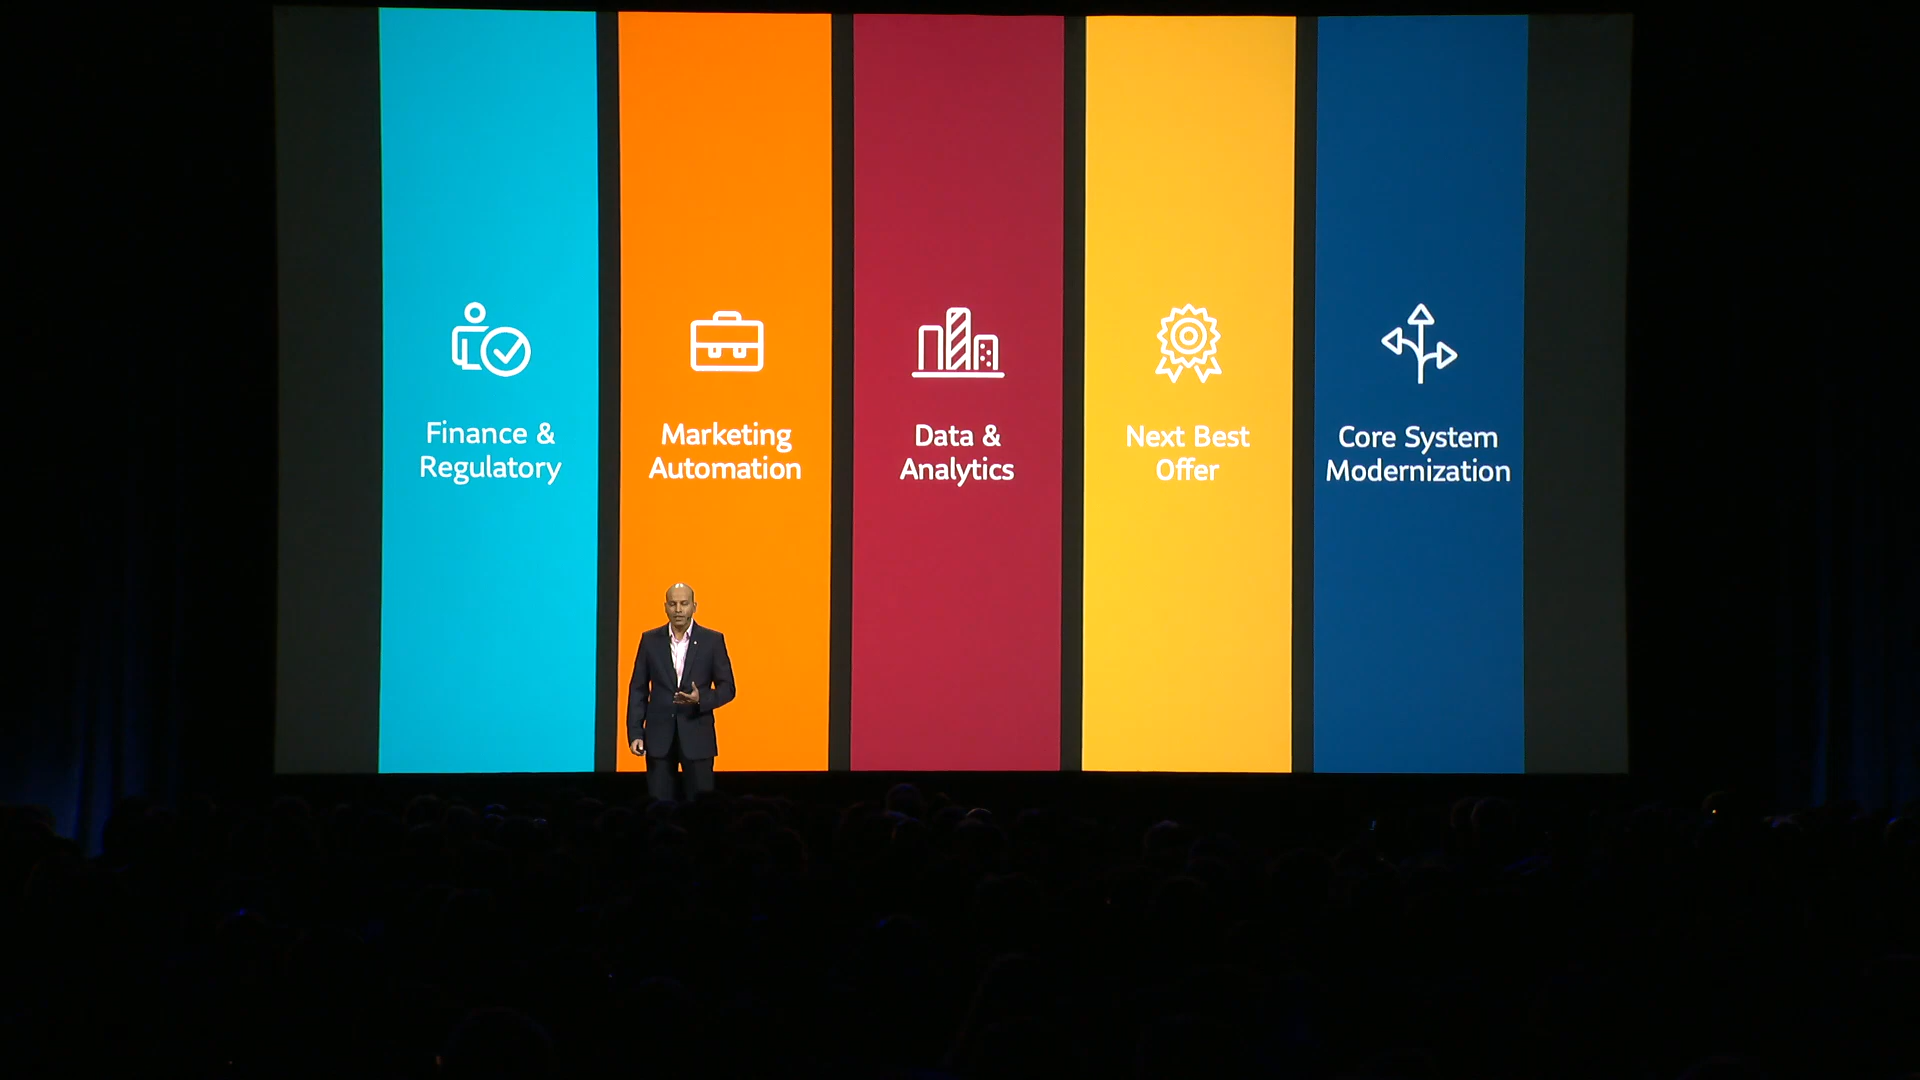 Finance &
Regulatory
Marketing
Automation
Data &
Analytics
Next Best
Offer
Core System
Modernization